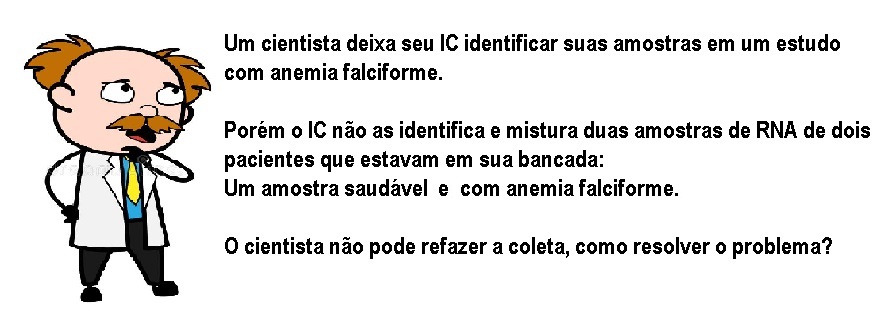 Um cientista deixa seu IC identificar suas amostras em um estudo
com anemia falciforme.
Porém o IC não as identifica e mistura duas amostras de RNA de dois
pacientes que estavam em sua bancada:
Um amostra saudável e com anemia falciforme.
O cientista não pode refazer a coleta, como resolver o problema?